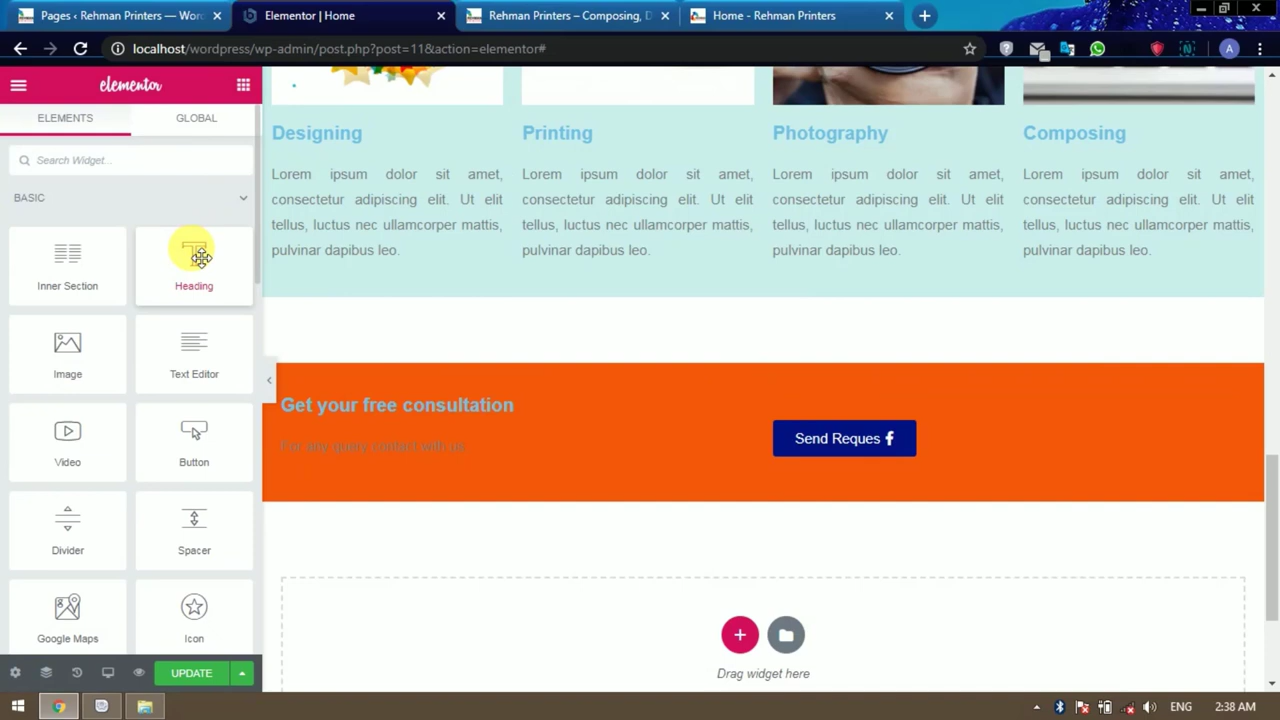 Pages ‹ Rehman Printers — Wor
Elementor | Home
Rehman Printers – Composing, D
Home - Rehman Printers
localhost/wordpress/wp-admin/post.php?post=11&action=elementor#
A
elementor
ELEMENTS
GLOBAL
Search Widget...
BASIC
Inner Section
Heading
Image
Text Editor
Video
Button
Divider
Spacer
Google Maps
Icon
UPDATE
Designing
Lorem ipsum dolor sit amet,
consectetur adipiscing elit. Ut elit
tellus, luctus nec ullamcorper mattis,
pulvinar dapibus leo.
Printing
Lorem ipsum dolor sit amet,
consectetur adipiscing elit. Ut elit
tellus, luctus nec ullamcorper mattis,
pulvinar dapibus leo.
Photography
Lorem ipsum dolor sit amet,
consectetur adipiscing elit. Ut elit
tellus, luctus nec ullamcorper mattis,
pulvinar dapibus leo.
Composing
Lorem ipsum dolor sit amet,
consectetur adipiscing elit. Ut elit
tellus, luctus nec ullamcorper mattis,
pulvinar dapibus leo.
Get your free consultation
For any query contact with us
Send Reques
Drag widget here
ENG
2:38 AM